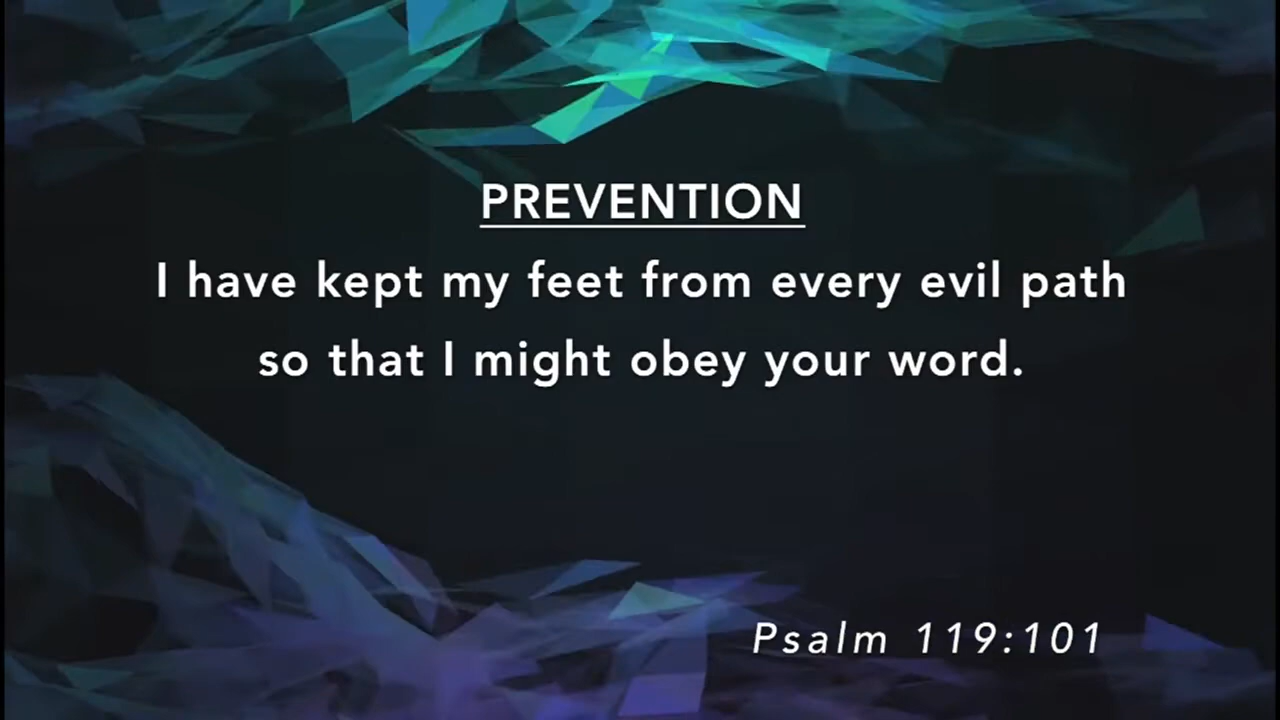 PREVENTION
I have kept my feet from every evil path
so that I might obey your word.
Psalm 119:101